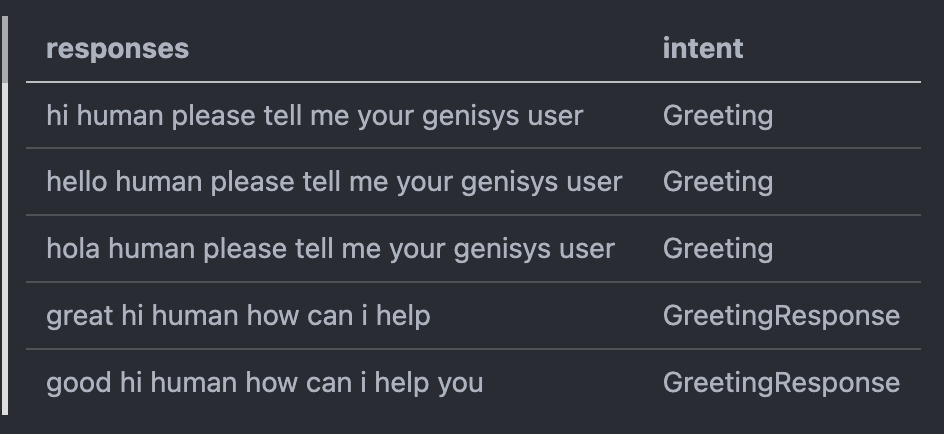 responses intent
hi human please tell me your genisys user Greeting
hello human please tell me your genisys user Greeting
hola human please tell me your genisys user Greeting
great hi human how can i help GreetingResponse
good hi human how can i help you GreetingResponse